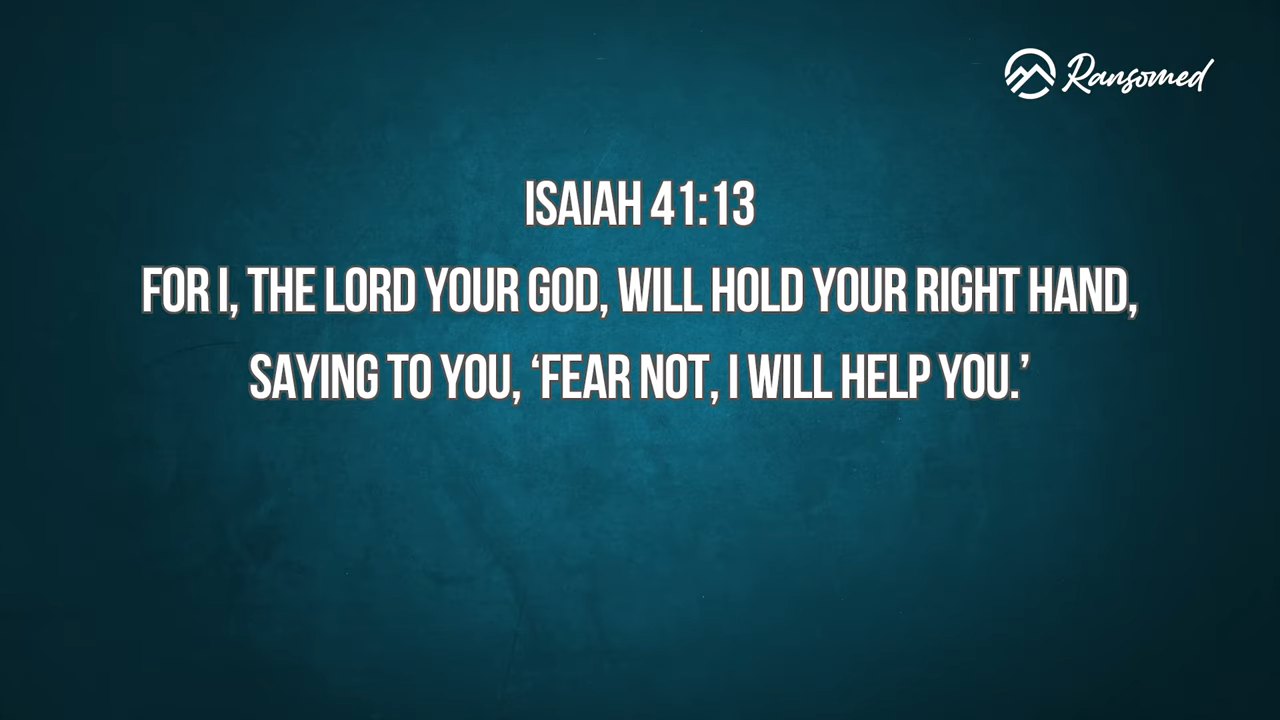 Ransomed
ISAIAH 41:13
FOR I, THE LORD YOUR GOD, WILL HOLD YOUR RIGHT HAND,
SAYING TO YOU, ‘FEAR NOT, I WILL HELP YOU.’